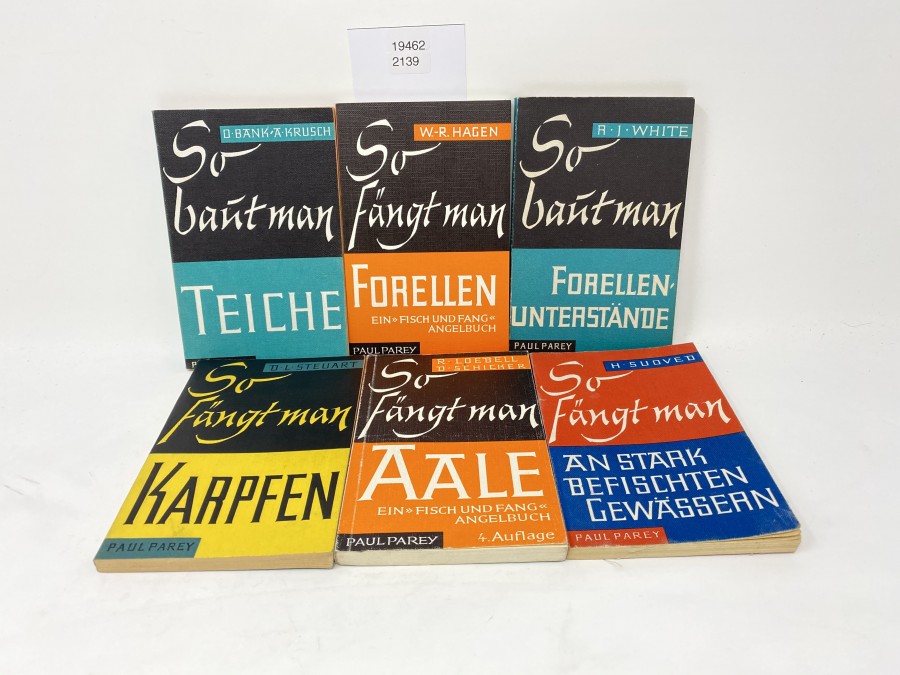 19462
2139
O·BANK·A·KRUSCH
So
baut man
TEICHE
W·R·HAGEN
So
fängt man
FORELLEN
EIN »FISCH UND FANG«
ANGELBUCH
PAUL PAREY
R·J·WHITE
So
baut man
FORELLEN-
UNTERSTÄNDE
PAUL PAREY
D·L·STEUART
So
fängt man
KARPFEN
PAUL PAREY
R·LOEBELL
O·SCHICKER
So
fängt man
AALE
EIN »FISCH UND FANG«
ANGELBUCH
PAUL PAREY
4. Auflage
H·SUOVED
So
fängt man
AN STARK
BEFISCHTEN
GEWÄSSERN
PAUL PAREY